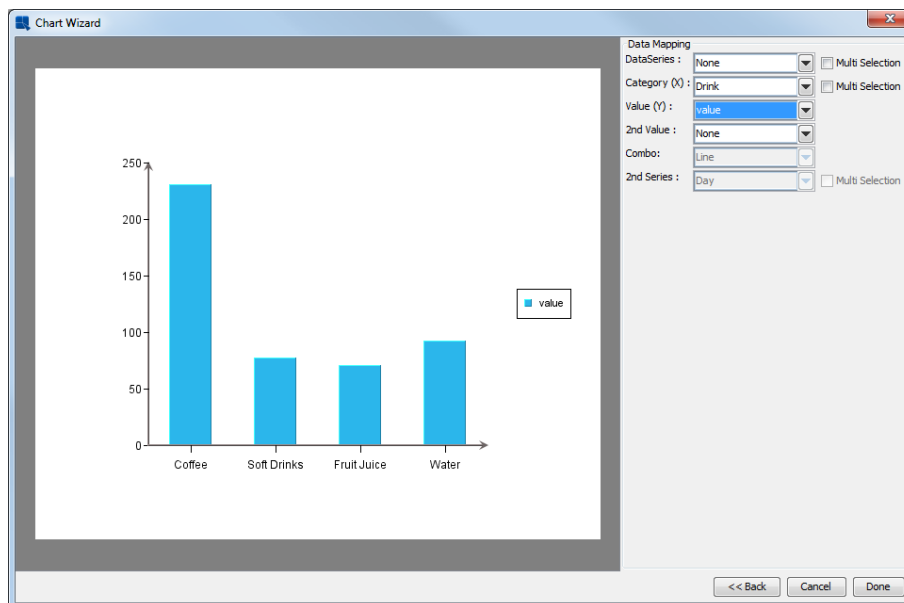 Chart Wizard
Data Mapping
DataSeries : None Multi Selection
Category (X) : Drink Multi Selection
Value (Y) : value
2nd Value : None
Combo: Line
2nd Series : Day Multi Selection
250
200
150
100
50
0
Coffee Soft Drinks Fruit Juice Water
value
<< Back Cancel Done